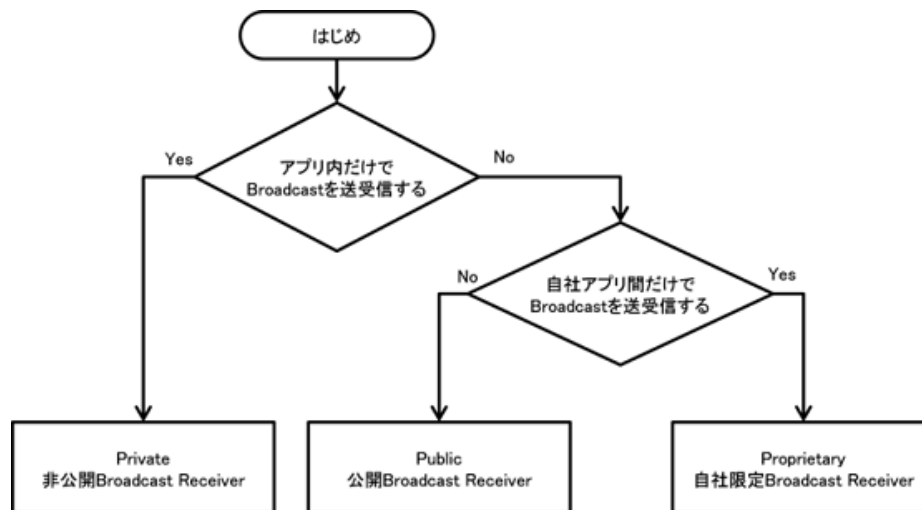 はじめ
Yes
アプリ内だけで
Broadcastを送受信する
No
No
自社アプリ間だけで
Broadcastを送受信する
Yes
Private
非公開Broadcast Receiver
Public
公開Broadcast Receiver
Proprietary
自社限定Broadcast Receiver